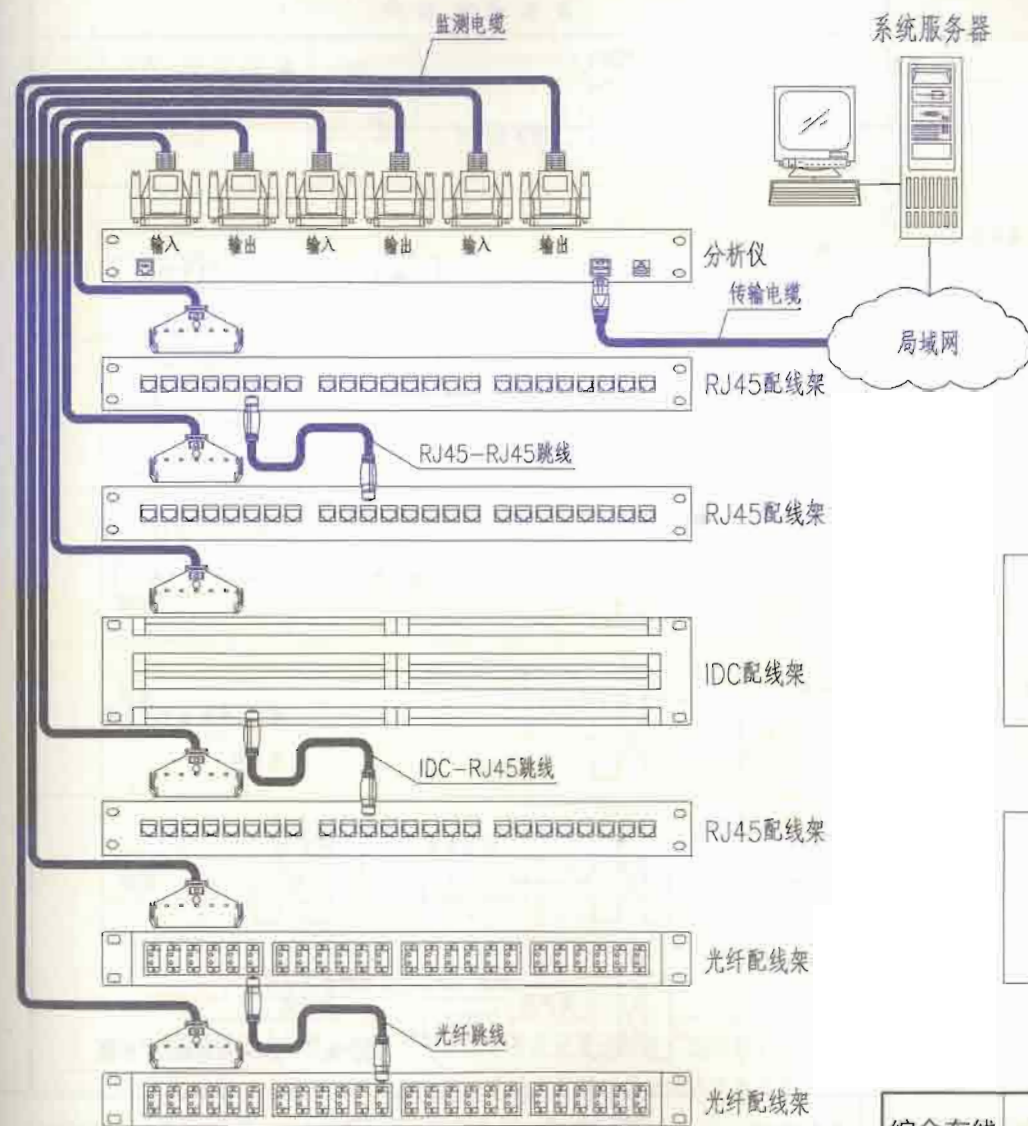 监测电缆
系统服务器
输入 输出 输入 输出 输入 输出
分析仪
传输电缆
局域网
RJ45配线架
RJ45-RJ45跳线
RJ45配线架
IDC配线架
IDC-RJ45跳线
RJ45配线架
光纤配线架
光纤跳线
光纤配线架